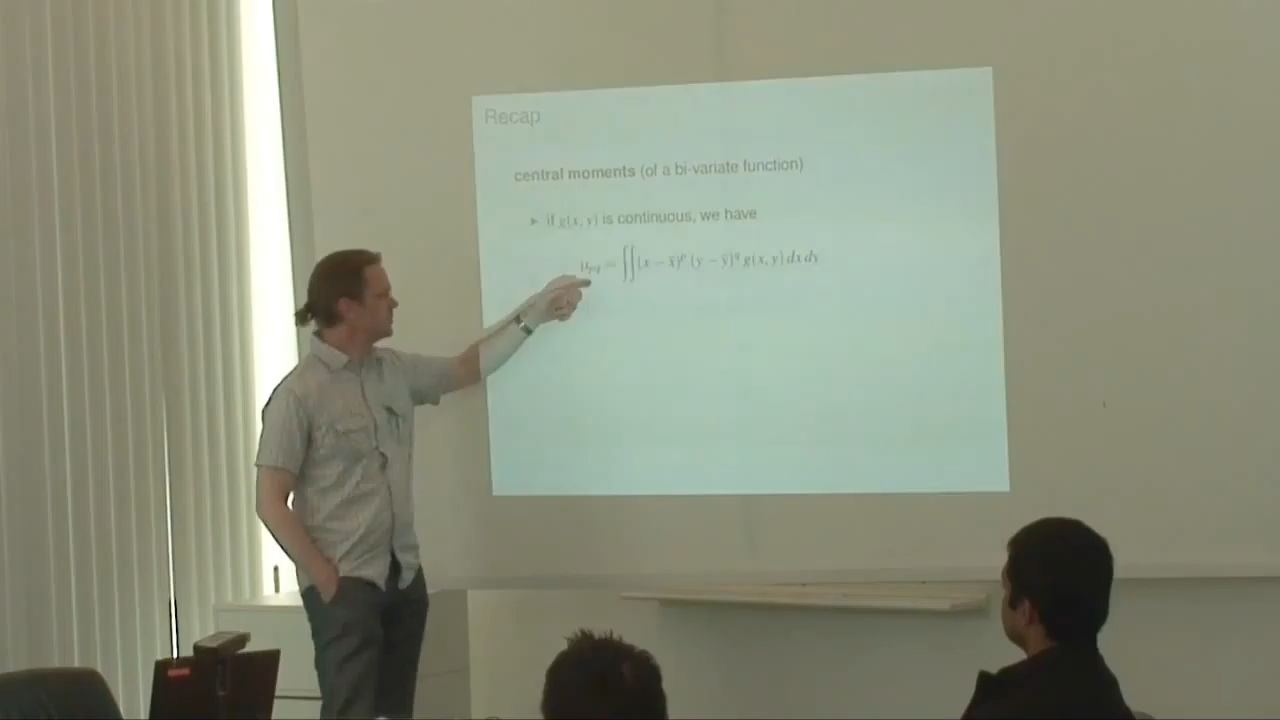 Recap
central moments (of a bi-variate function)
► if g(x, y) is continuous, we have
μpq = ∬(x − x̄)^p (y − ȳ)^q g(x, y) dx dy